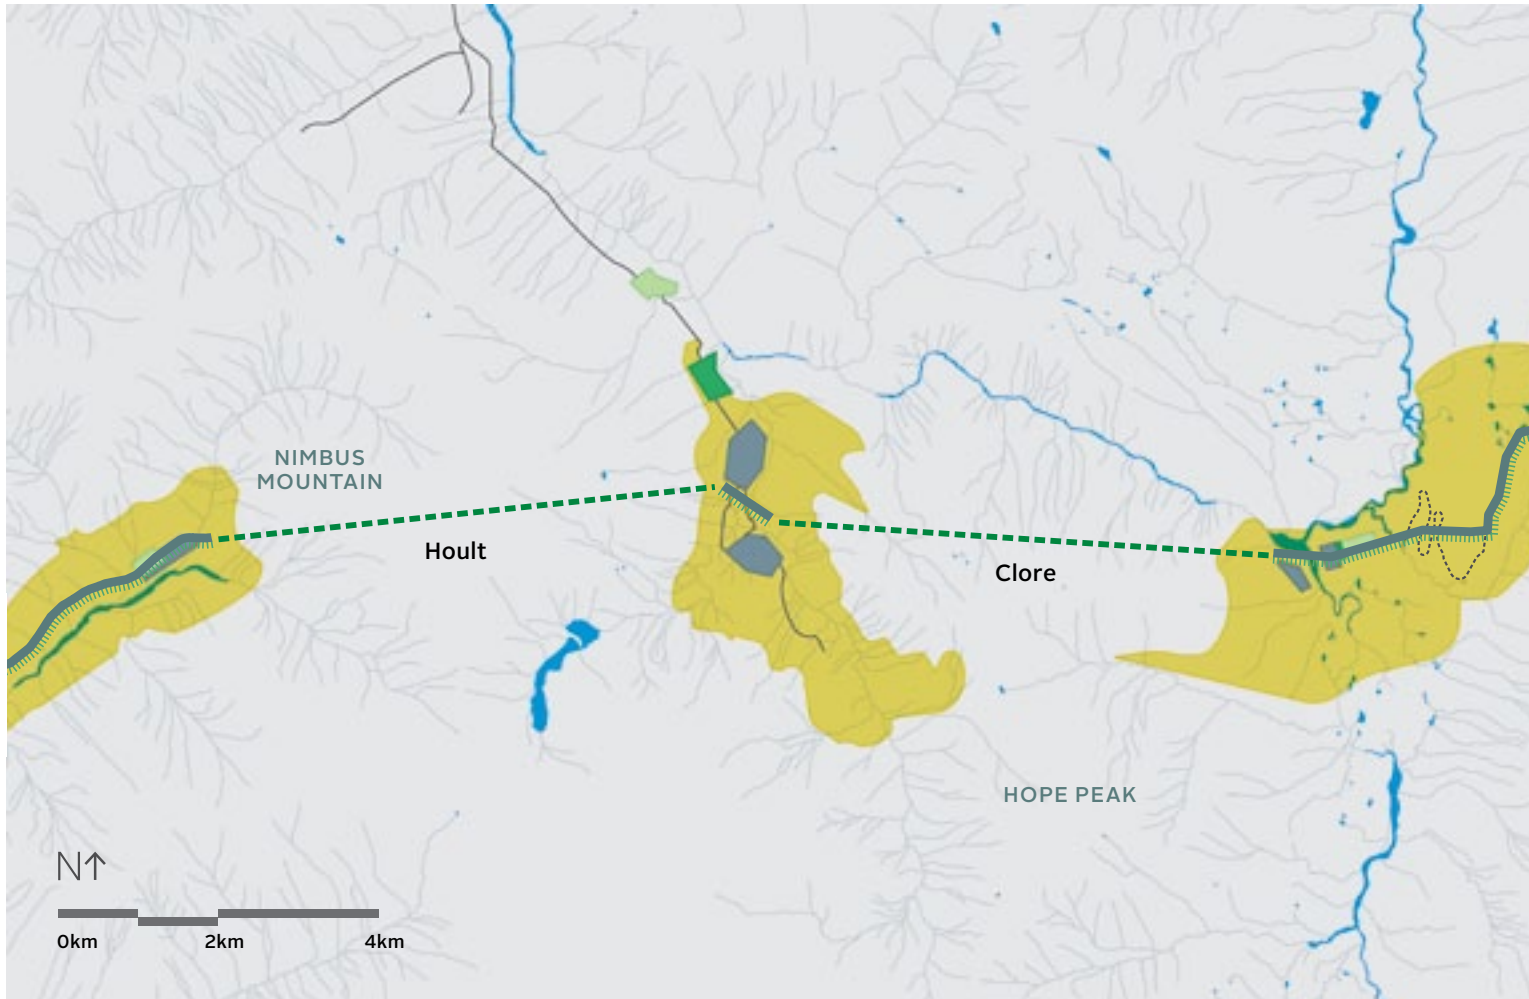 NIMBUS
MOUNTAIN
Hoult
Clore
HOPE PEAK
N↑
0km 2km 4km